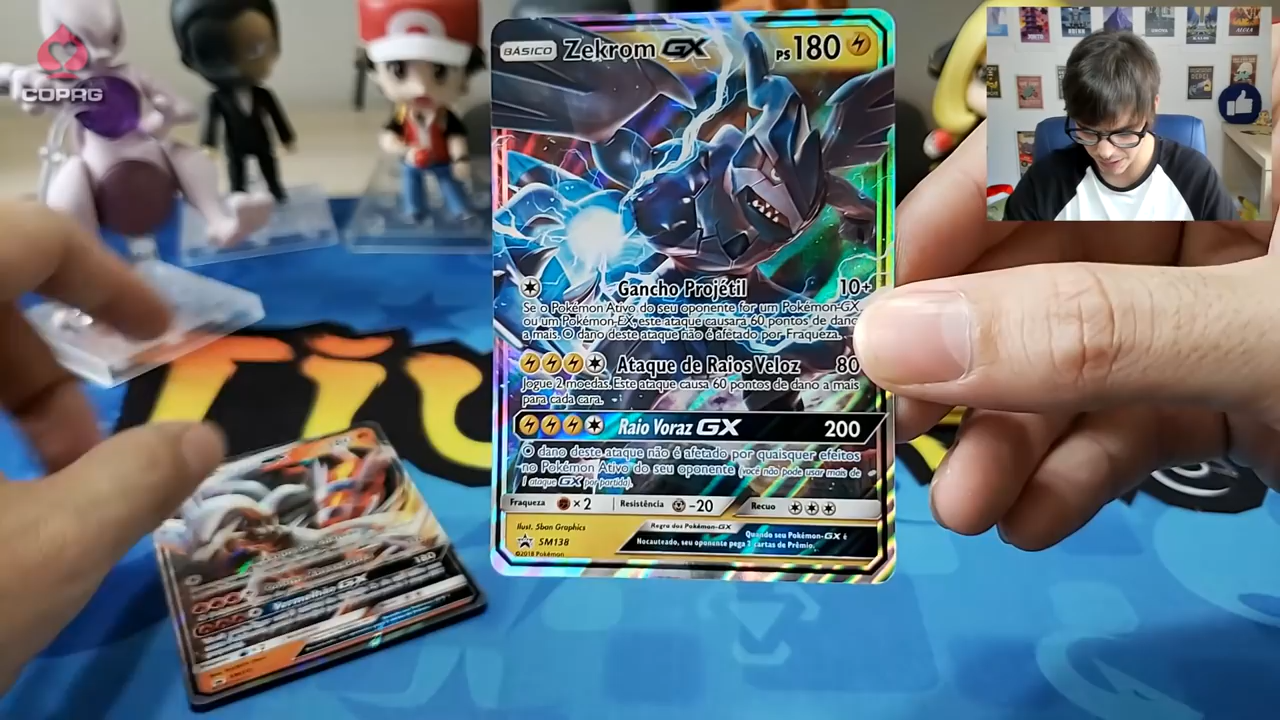 COPAG
BÁSICO Zekrom GX PS 180
Gancho Projétil 10+
Se o Pokémon Ativo do seu oponente for um Pokémon-GX
ou um Pokémon-EX, este ataque causará 60 pontos de dano
a mais. O dano deste ataque não é afetado por Fraqueza.
Ataque de Raios Veloz 80
Jogue 2 moedas. Este ataque causa 60 pontos de dano a mais
para cada cara.
Raio Voraz GX 200
O dano deste ataque não é afetado por quaisquer efeitos
no Pokémon Ativo do seu oponente (você não pode usar mais de
1 ataque GX por partida).
Fraqueza ×2 Resistência -20 Recuo
Ilust. 5ban Graphics
SM138
©2018 Pokémon
Regra dos Pokémon-GX
Quando seu Pokémon-GX é
Nocauteado, seu oponente pega 2 cartas de Prêmio.
180
Vermelhão GX